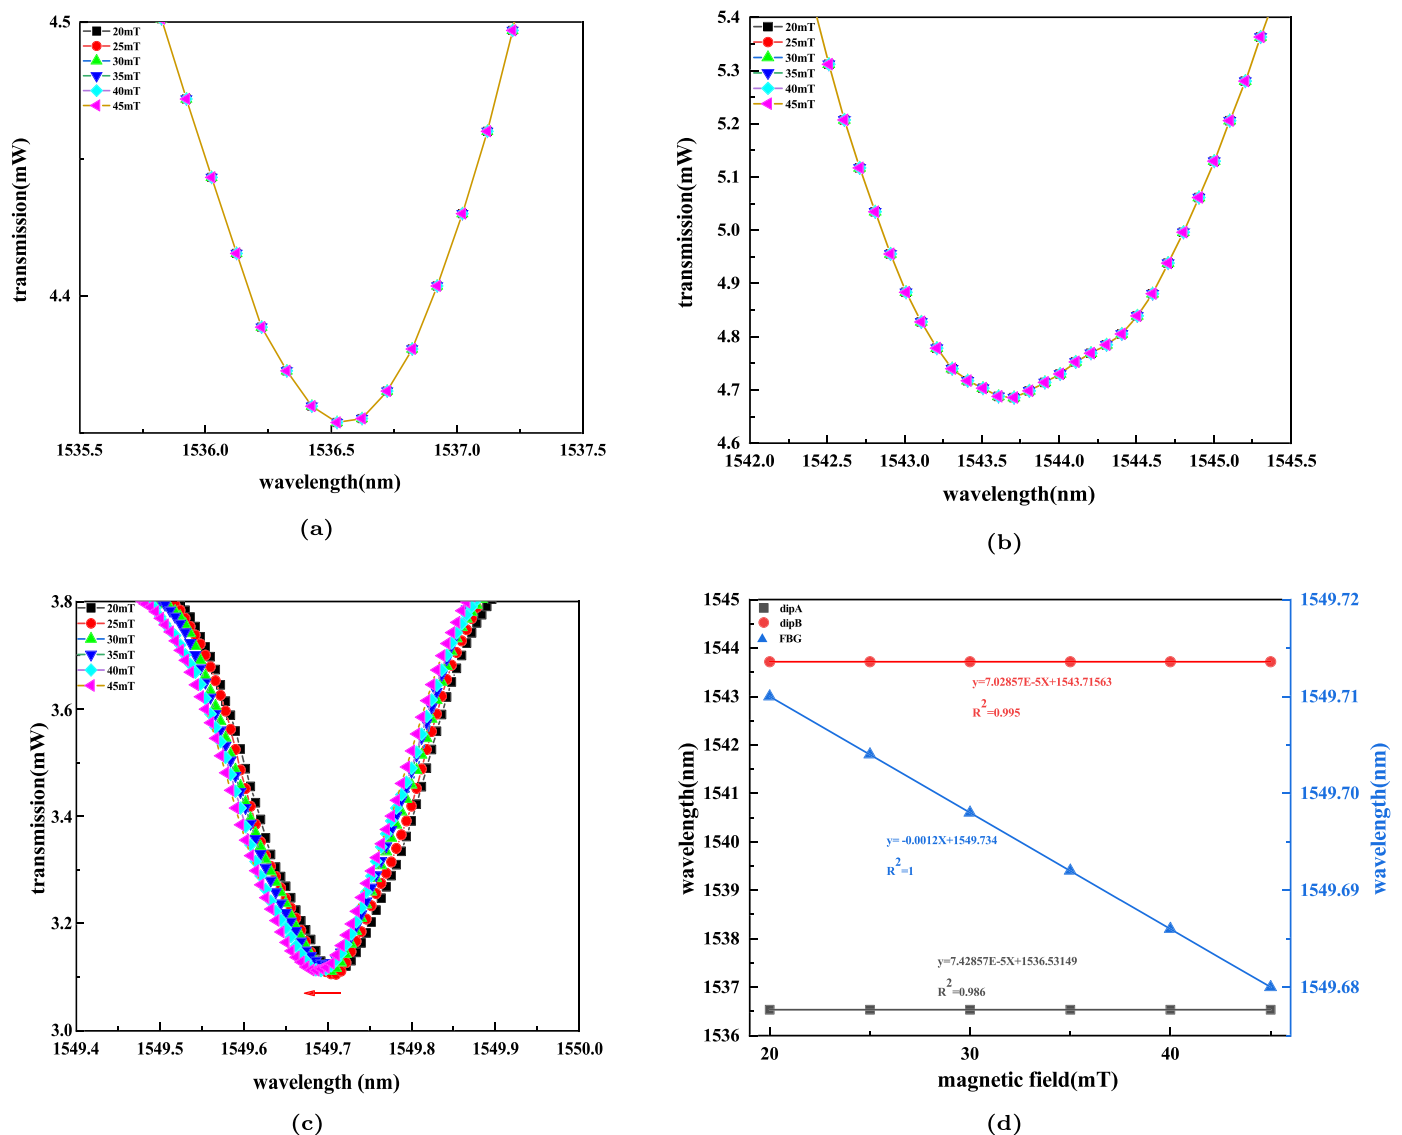 4.5
4.4
transmission(mW)
20mT
25mT
30mT
35mT
40mT
45mT
1535.5 1536.0 1536.5 1537.0 1537.5
wavelength(nm)
(a)
5.4
5.3
5.2
5.1
5.0
4.9
4.8
4.7
4.6
transmission(mW)
20mT
25mT
30mT
35mT
40mT
45mT
1542.0 1542.5 1543.0 1543.5 1544.0 1544.5 1545.0 1545.5
wavelength(nm)
(b)
3.8
3.6
3.4
3.2
3.0
transmission(mW)
20mT
25mT
30mT
35mT
40mT
45mT
1549.4 1549.5 1549.6 1549.7 1549.8 1549.9 1550.0
wavelength (nm)
(c)
1545
1544
1543
1542
1541
1540
1539
1538
1537
1536
wavelength(nm)
dipA
dipB
FBG
y=7.02857E-5X+1543.71563
R2=0.995
y= -0.0012X+1549.734
R2=1
y=7.42857E-5X+1536.53149
R2=0.986
1549.72
1549.71
1549.70
1549.69
1549.68
wavelength(nm)
20 30 40
magnetic field(mT)
(d)